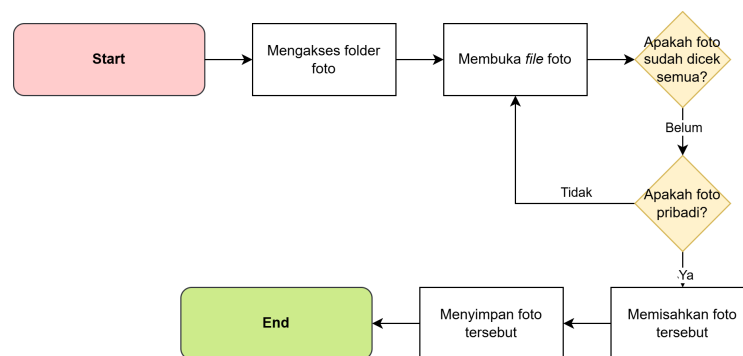 Start
Mengakses folder
foto
Membuka file foto
Apakah foto
sudah dicek
semua?
Belum
Apakah foto
pribadi?
Tidak
Ya
Memisahkan foto
tersebut
Menyimpan foto
tersebut
End